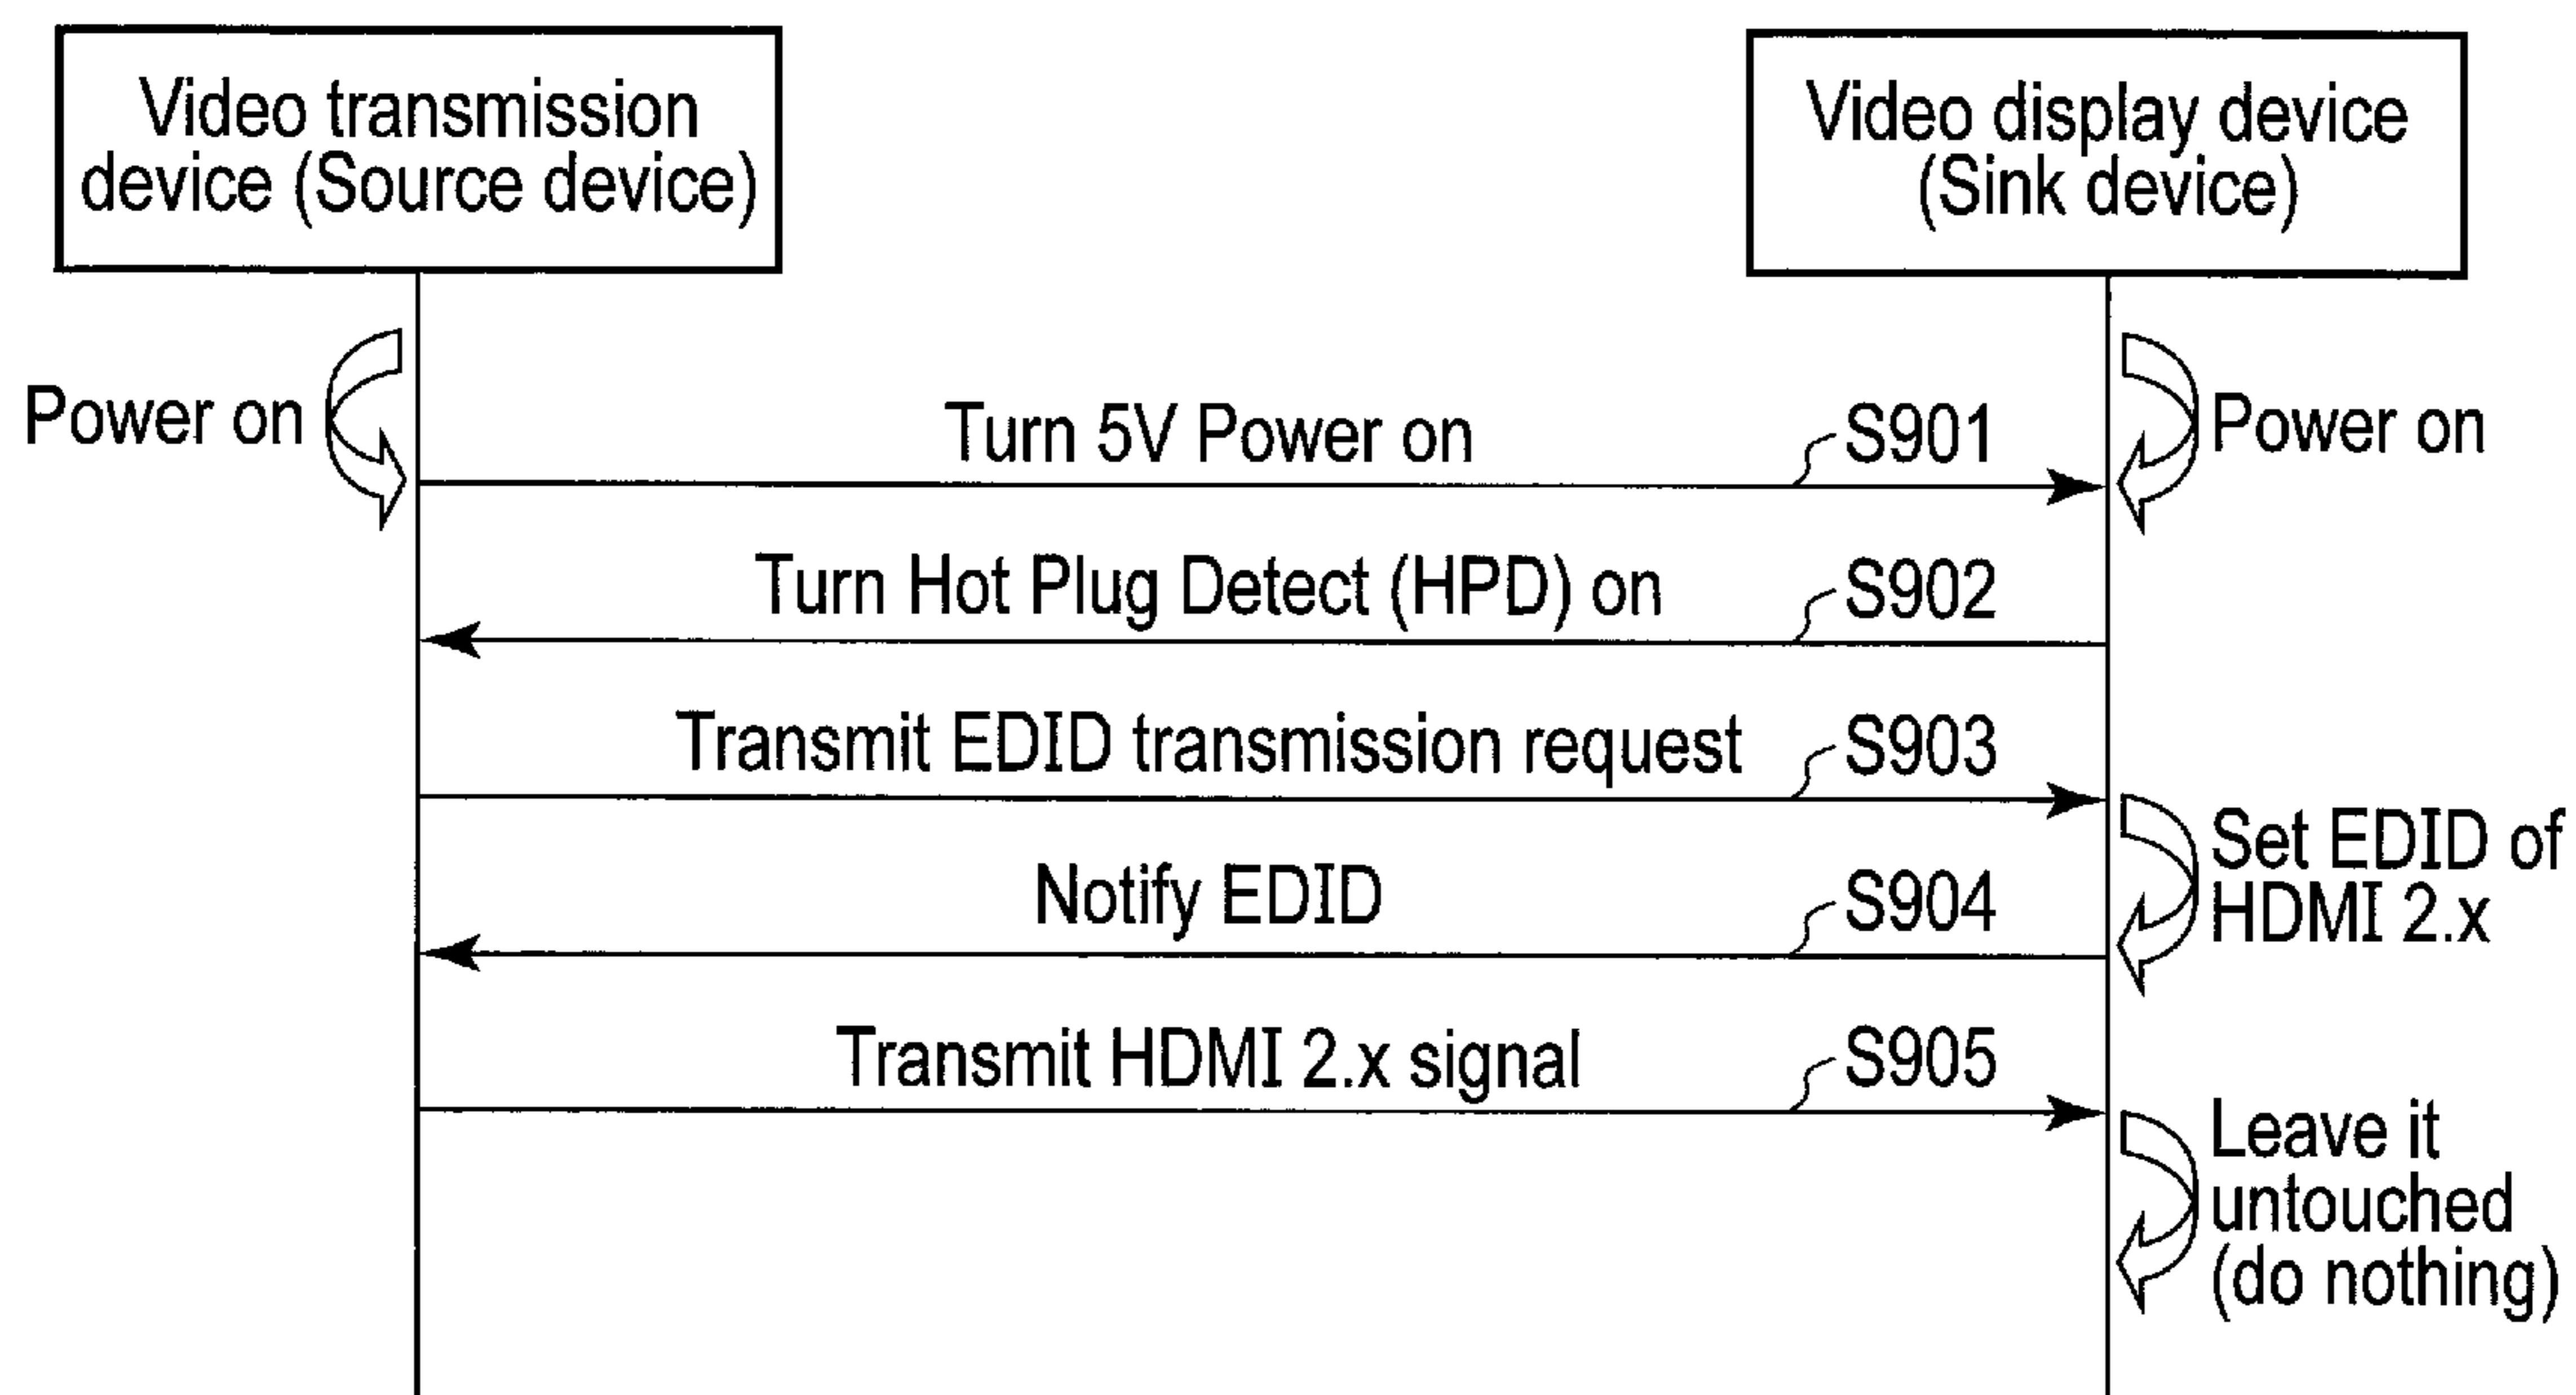 Video transmission
device (Source device)
Video display device
(Sink device)
Power on
Turn 5V Power on
S901
Power on
Turn Hot Plug Detect (HPD) on
S902
Transmit EDID transmission request
S903
Set EDID of
HDMI 2.x
Notify EDID
S904
Transmit HDMI 2.x signal
S905
Leave it
untouched
(do nothing)